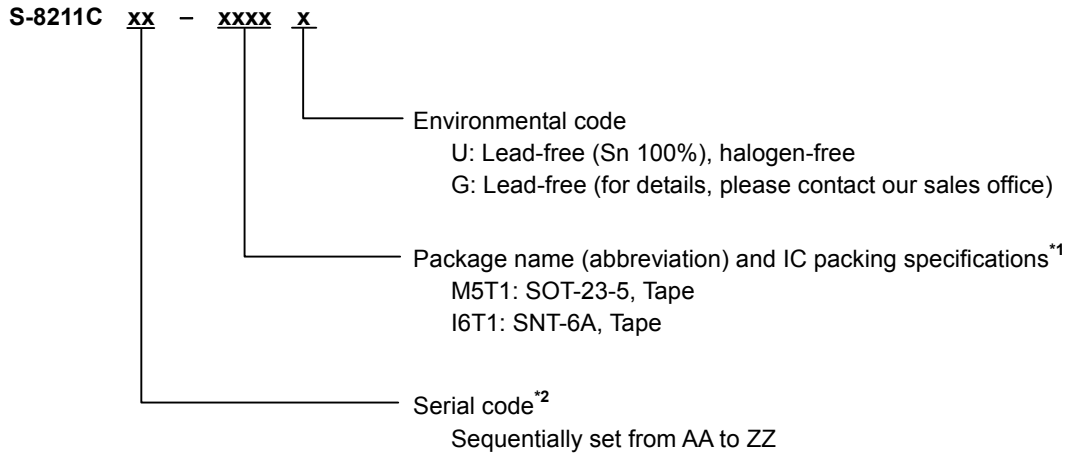 S-8211C xx – xxxx x
Environmental code
U: Lead-free (Sn 100%), halogen-free
G: Lead-free (for details, please contact our sales office)
Package name (abbreviation) and IC packing specifications*1
M5T1: SOT-23-5, Tape
I6T1: SNT-6A, Tape
Serial code*2
Sequentially set from AA to ZZ